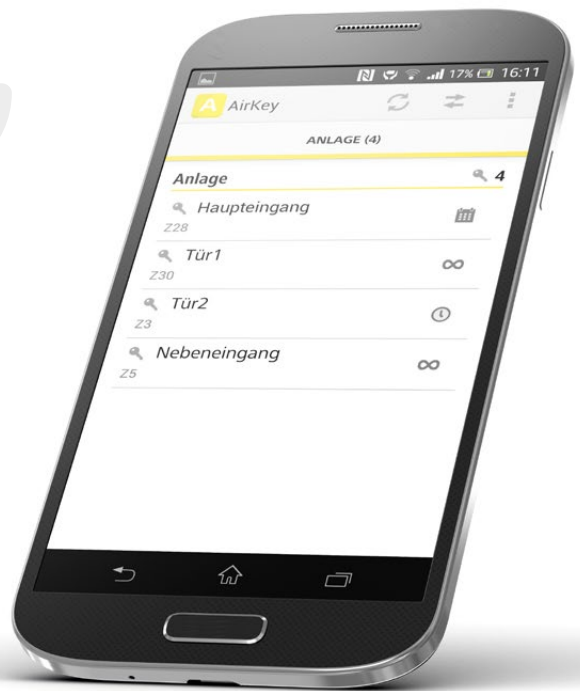 17% 16:11
A AirKey
ANLAGE (4)
Anlage 4
Haupteingang
Z28
Tür1
Z30
Tür2
Z3
Nebeneingang
Z5